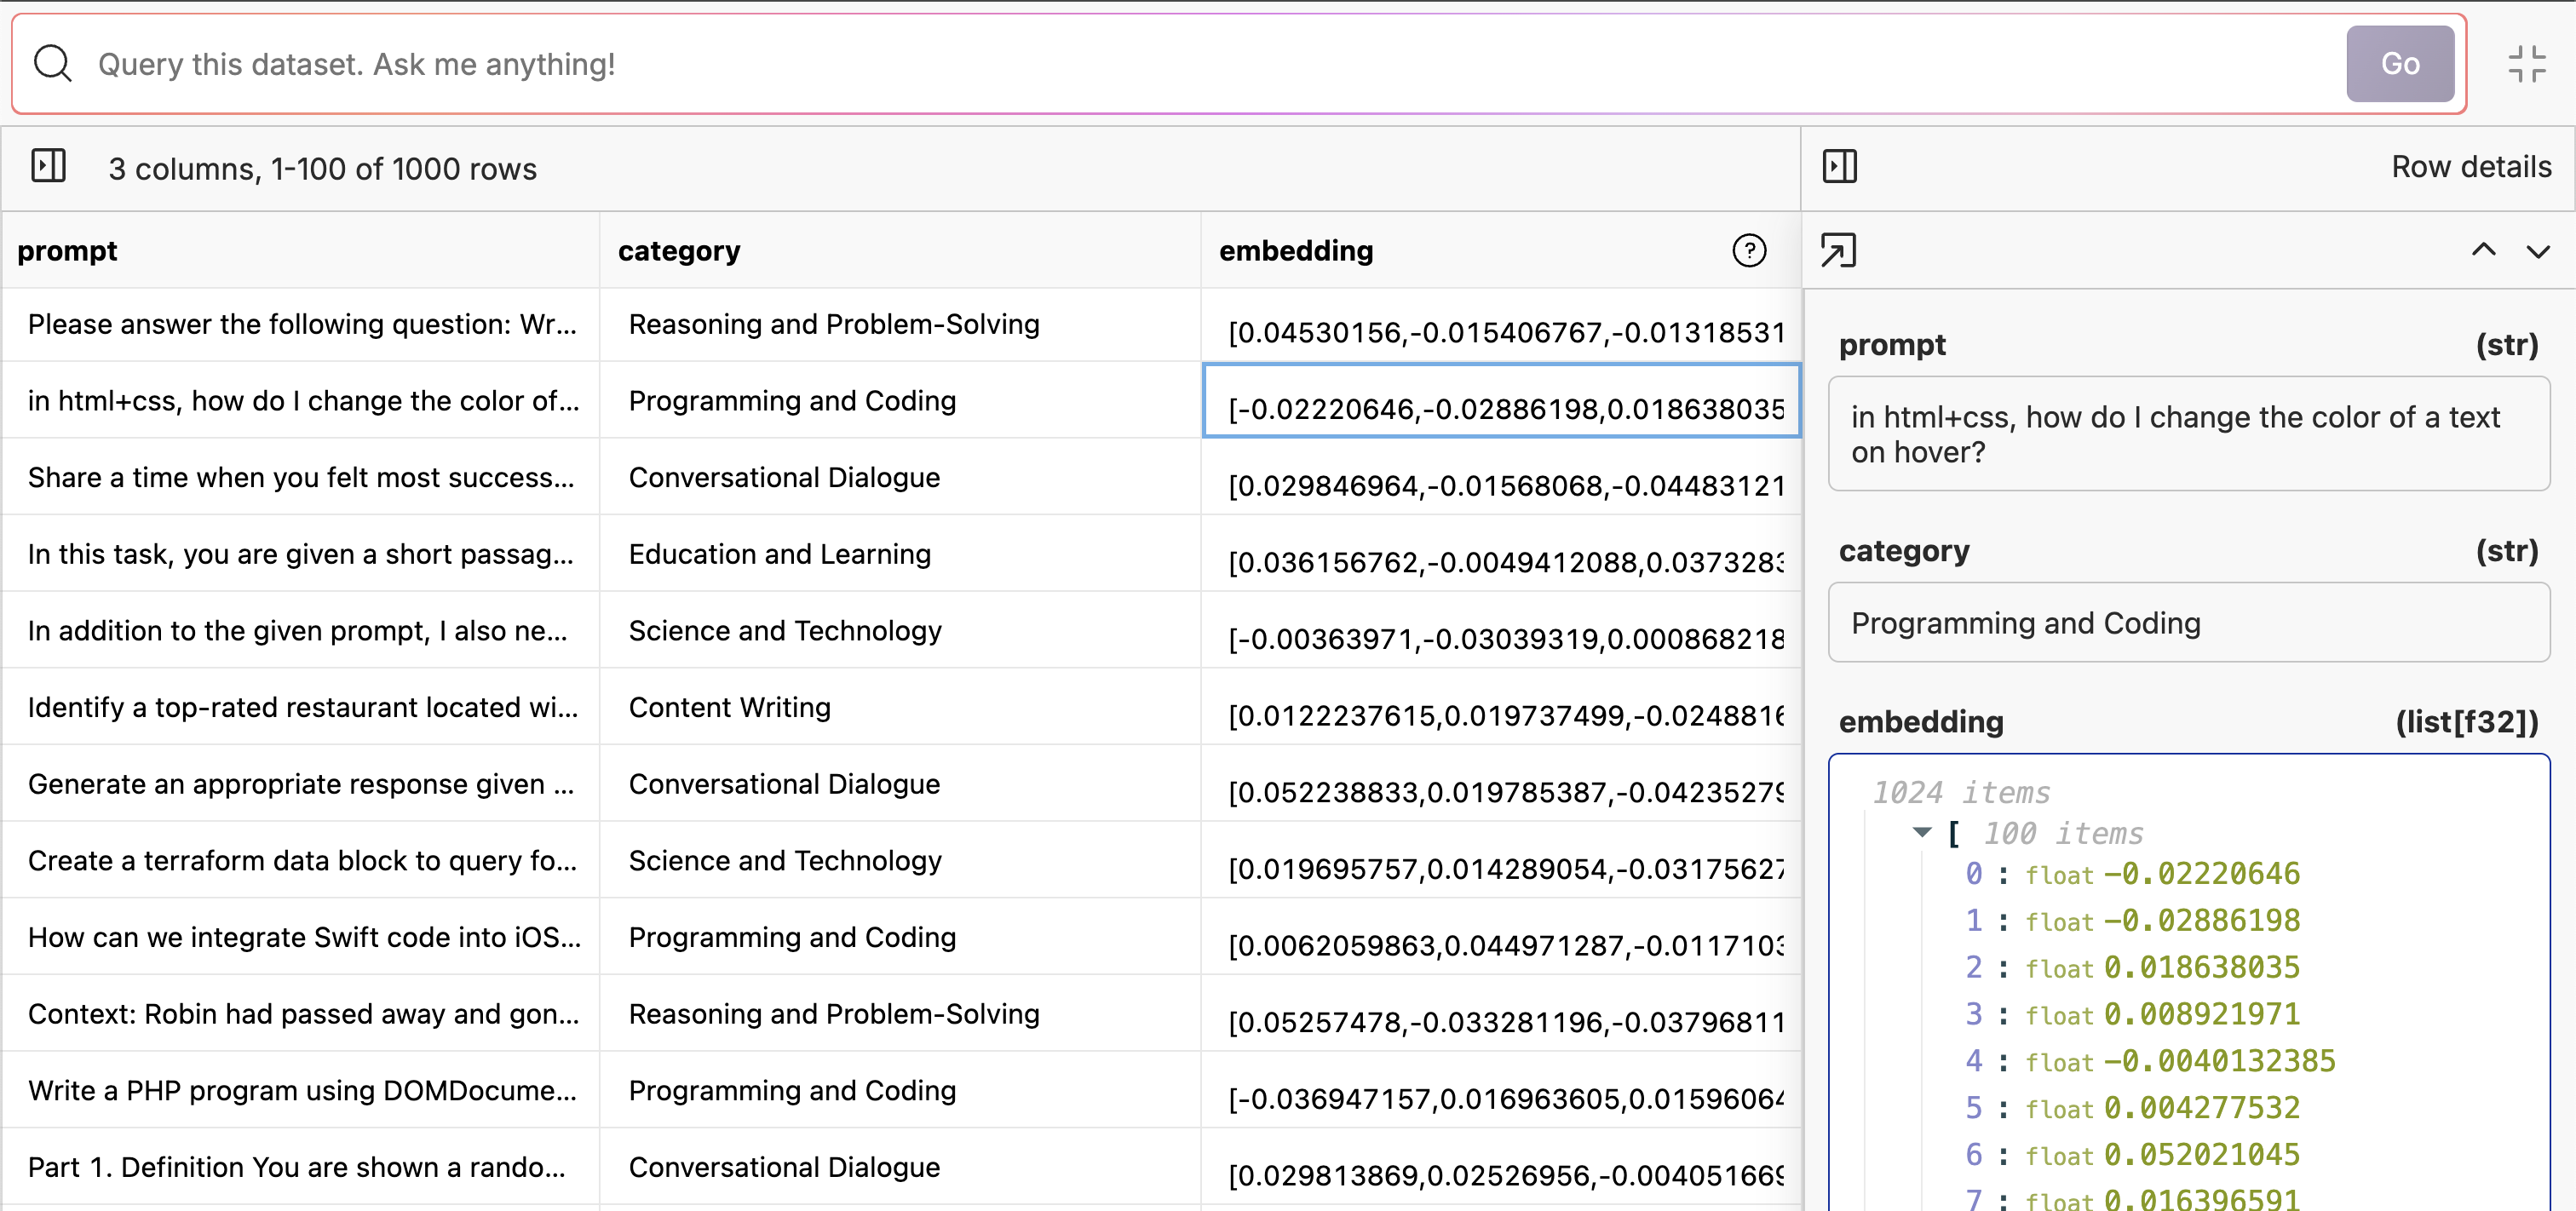 Query this dataset. Ask me anything!
Go
3 columns, 1-100 of 1000 rows
Row details
prompt category embedding ?
Please answer the following question: Wr... Reasoning and Problem-Solving [0.04530156,-0.015406767,-0.01318531
in html+css, how do I change the color of... Programming and Coding [-0.02220646,-0.02886198,0.018638035
Share a time when you felt most success... Conversational Dialogue [0.029846964,-0.01568068,-0.04483121
In this task, you are given a short passag... Education and Learning [0.036156762,-0.0049412088,0.0373283
In addition to the given prompt, I also ne... Science and Technology [-0.00363971,-0.03039319,0.000868218
Identify a top-rated restaurant located wi... Content Writing [0.0122237615,0.019737499,-0.0248816
Generate an appropriate response given ... Conversational Dialogue [0.052238833,0.019785387,-0.04235279
Create a terraform data block to query fo... Science and Technology [0.019695757,0.014289054,-0.03175627
How can we integrate Swift code into iOS... Programming and Coding [0.0062059863,0.044971287,-0.0117103
Context: Robin had passed away and gon... Reasoning and Problem-Solving [0.05257478,-0.033281196,-0.03796811
Write a PHP program using DOMDocume... Programming and Coding [-0.036947157,0.016963605,0.01596064
Part 1. Definition You are shown a rando... Conversational Dialogue [0.029813869,0.02526956,-0.004051669
prompt (str)
in html+css, how do I change the color of a text
on hover?
category (str)
Programming and Coding
embedding (list[f32])
1024 items
[ 100 items
0 : float -0.02220646
1 : float -0.02886198
2 : float 0.018638035
3 : float 0.008921971
4 : float -0.0040132385
5 : float 0.004277532
6 : float 0.052021045
7 : float 0.016396591